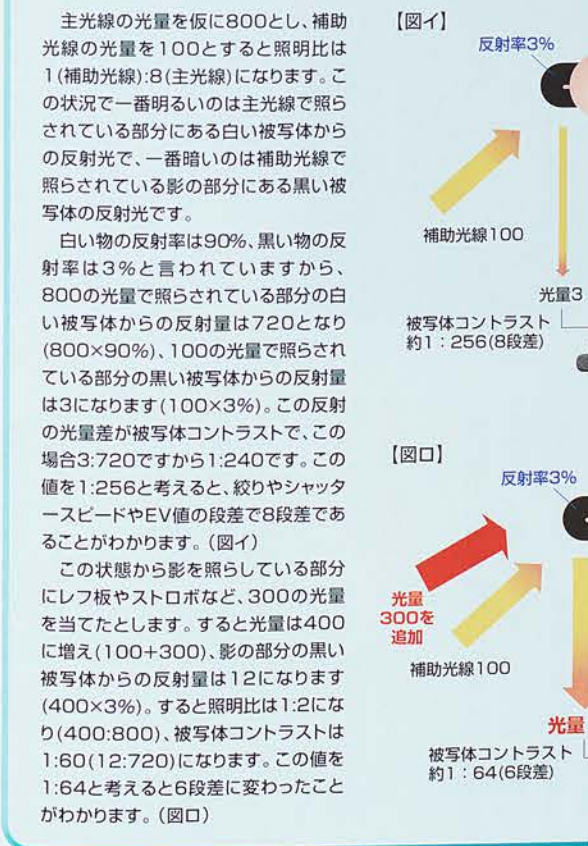 主光線の光量を仮に800とし、補助
光線の光量を100とすると照明比は
1(補助光線):8(主光線)になります。こ
の状況で一番明るいのは主光線で照ら
されている部分にある白い被写体から
の反射光で、一番暗いのは補助光線で
照らされている影の部分にある黒い被
写体の反射光です。
白い物の反射率は90%、黒い物の反
射率は3%と言われていますから、
800の光量で照らされている部分の白
い被写体からの反射量は720となり
(800×90%)、100の光量で照らされ
ている部分の黒い被写体からの反射量
は3になります(100×3%)。この反射
の光量差が被写体コントラストで、この
場合3:720ですから1:240です。この
値を1:256と考えると、絞りやシャッタ
ースピードやEV値の段差で8段差であ
ることがわかります。(図イ)
この状態から影を照らしている部分
にレフ板やストロボなど、300の光量
を当てたとします。すると光量は400
に増え(100+300)、影の部分の黒い
被写体からの反射量は12になります
(400×3%)。すると照明比は1:2にな
り(400:800)、被写体コントラストは
1:60(12:720)になります。この値を
1:64と考えると6段差に変わったこと
がわかります。(図ロ)
【図イ】
反射率3%
補助光線100
光量3
被写体コントラスト
約1：256(8段差)
【図ロ】
反射率3%
光量
300を
追加
補助光線100
光量
被写体コントラスト
約1：64(6段差)